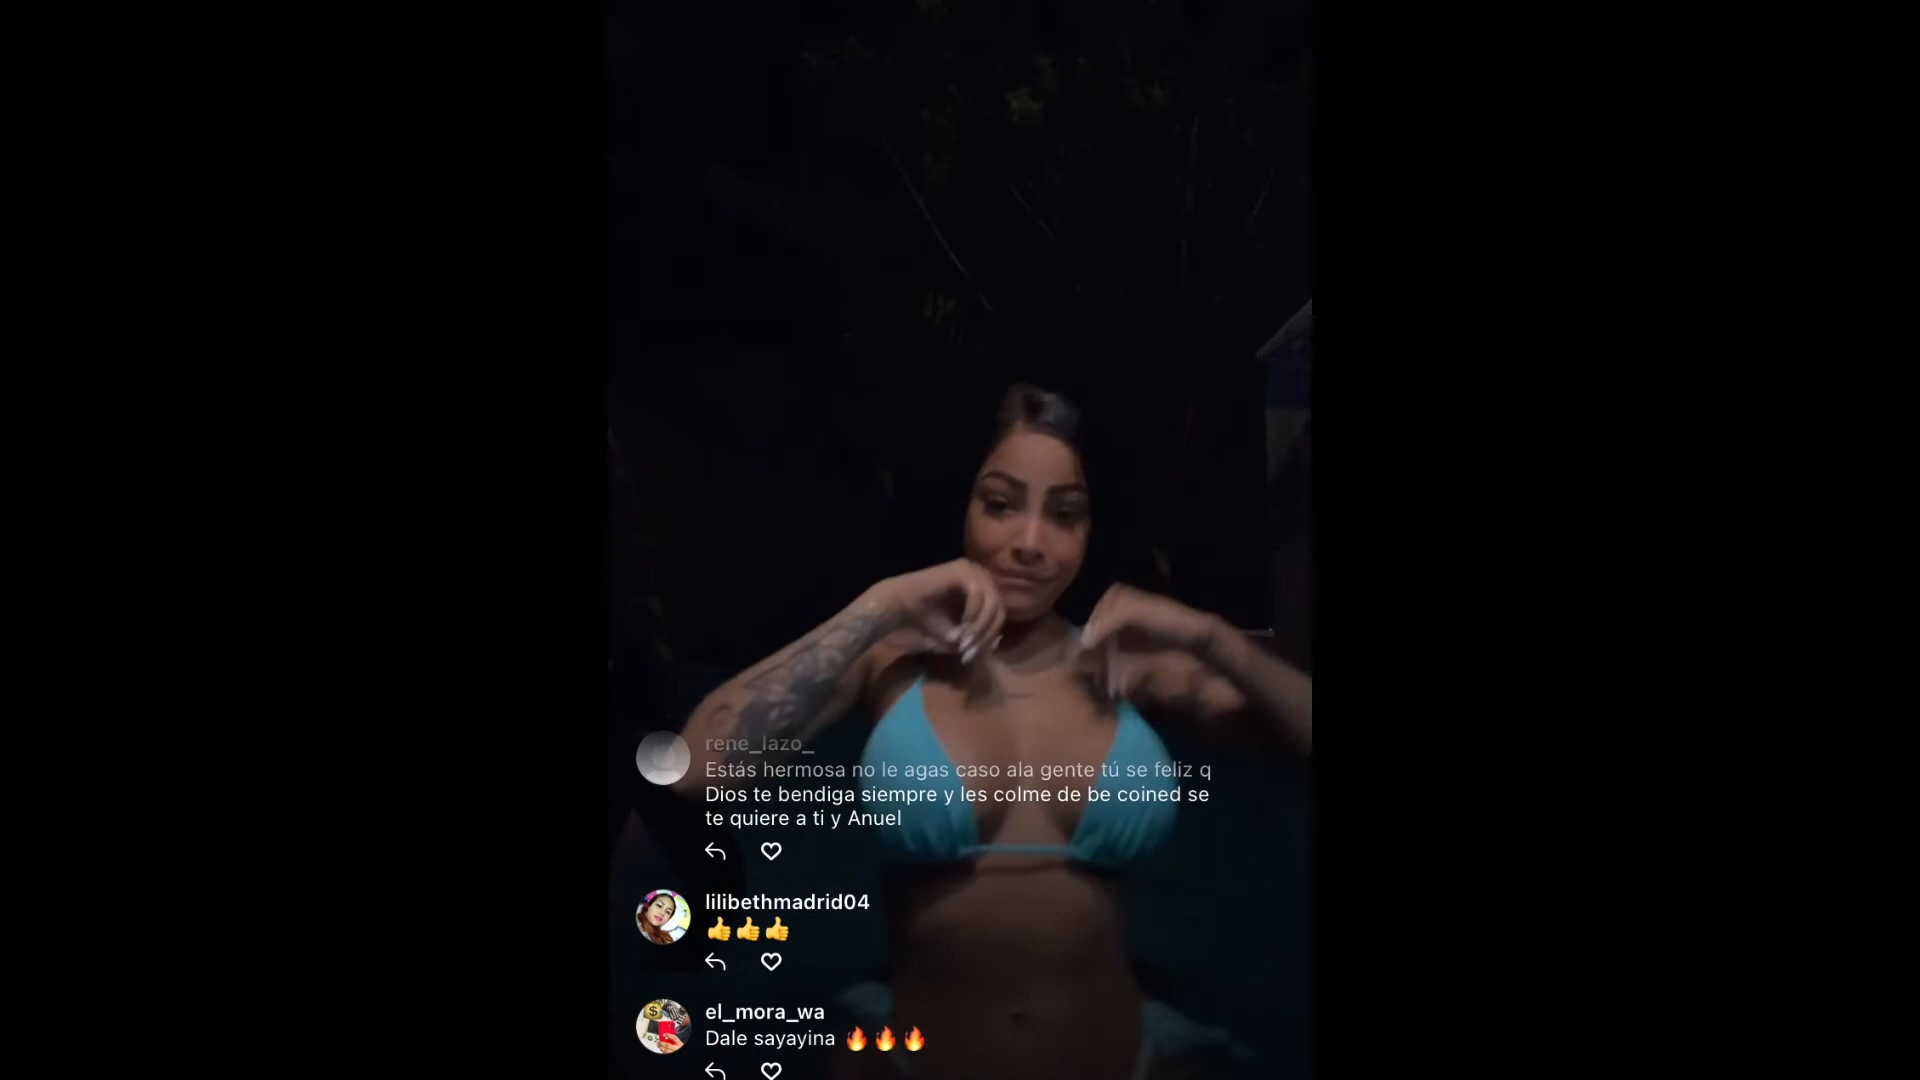 rene_lazo_
Estás hermosa no le agas caso ala gente tú se feliz q
Dios te bendiga siempre y les colme de be coined se
te quiere a ti y Anuel
lilibethmadrid04
👍👍👍
el_mora_wa
Dale sayayina 🔥🔥🔥